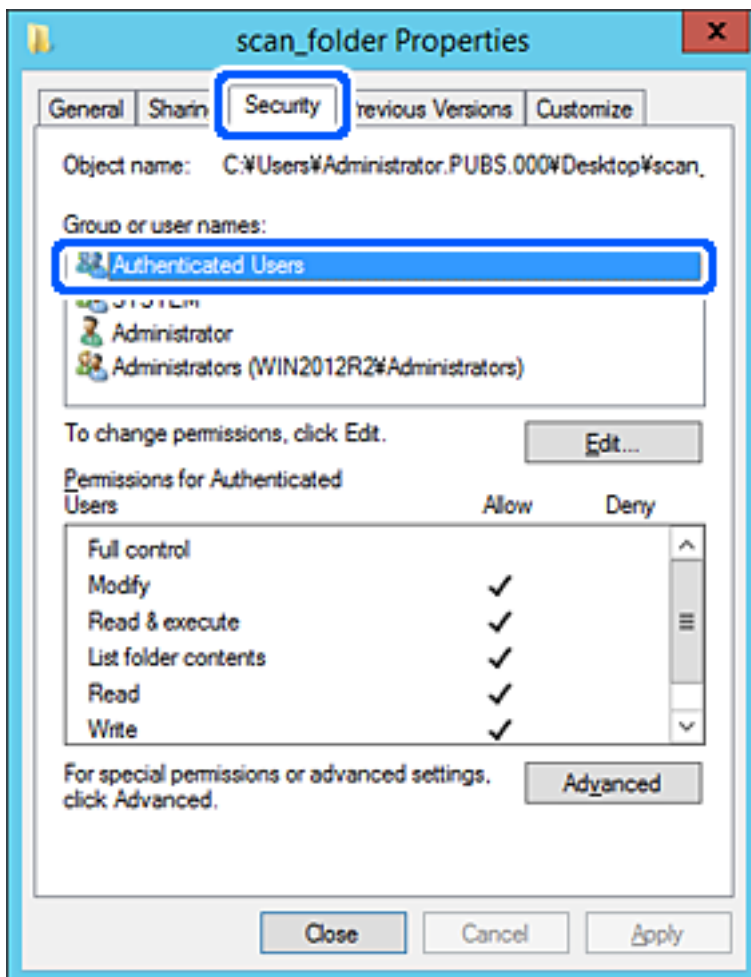 scan_folder Properties
x
General Security Previous Versions Customize
Object name: C:¥Users¥Administrator.PUBS.000¥Desktop¥scan_
Group or user names:
Authenticated Users
SYSTEM
Administrator
Administrators (WIN2012R2¥Administrators)
To change permissions, click Edit.
Edit...
Permissions for Authenticated
Users Allow Deny
Full control
Modify
Read & execute
List folder contents
Read
Write
For special permissions or advanced settings,
click Advanced.
Advanced
Close Cancel Apply